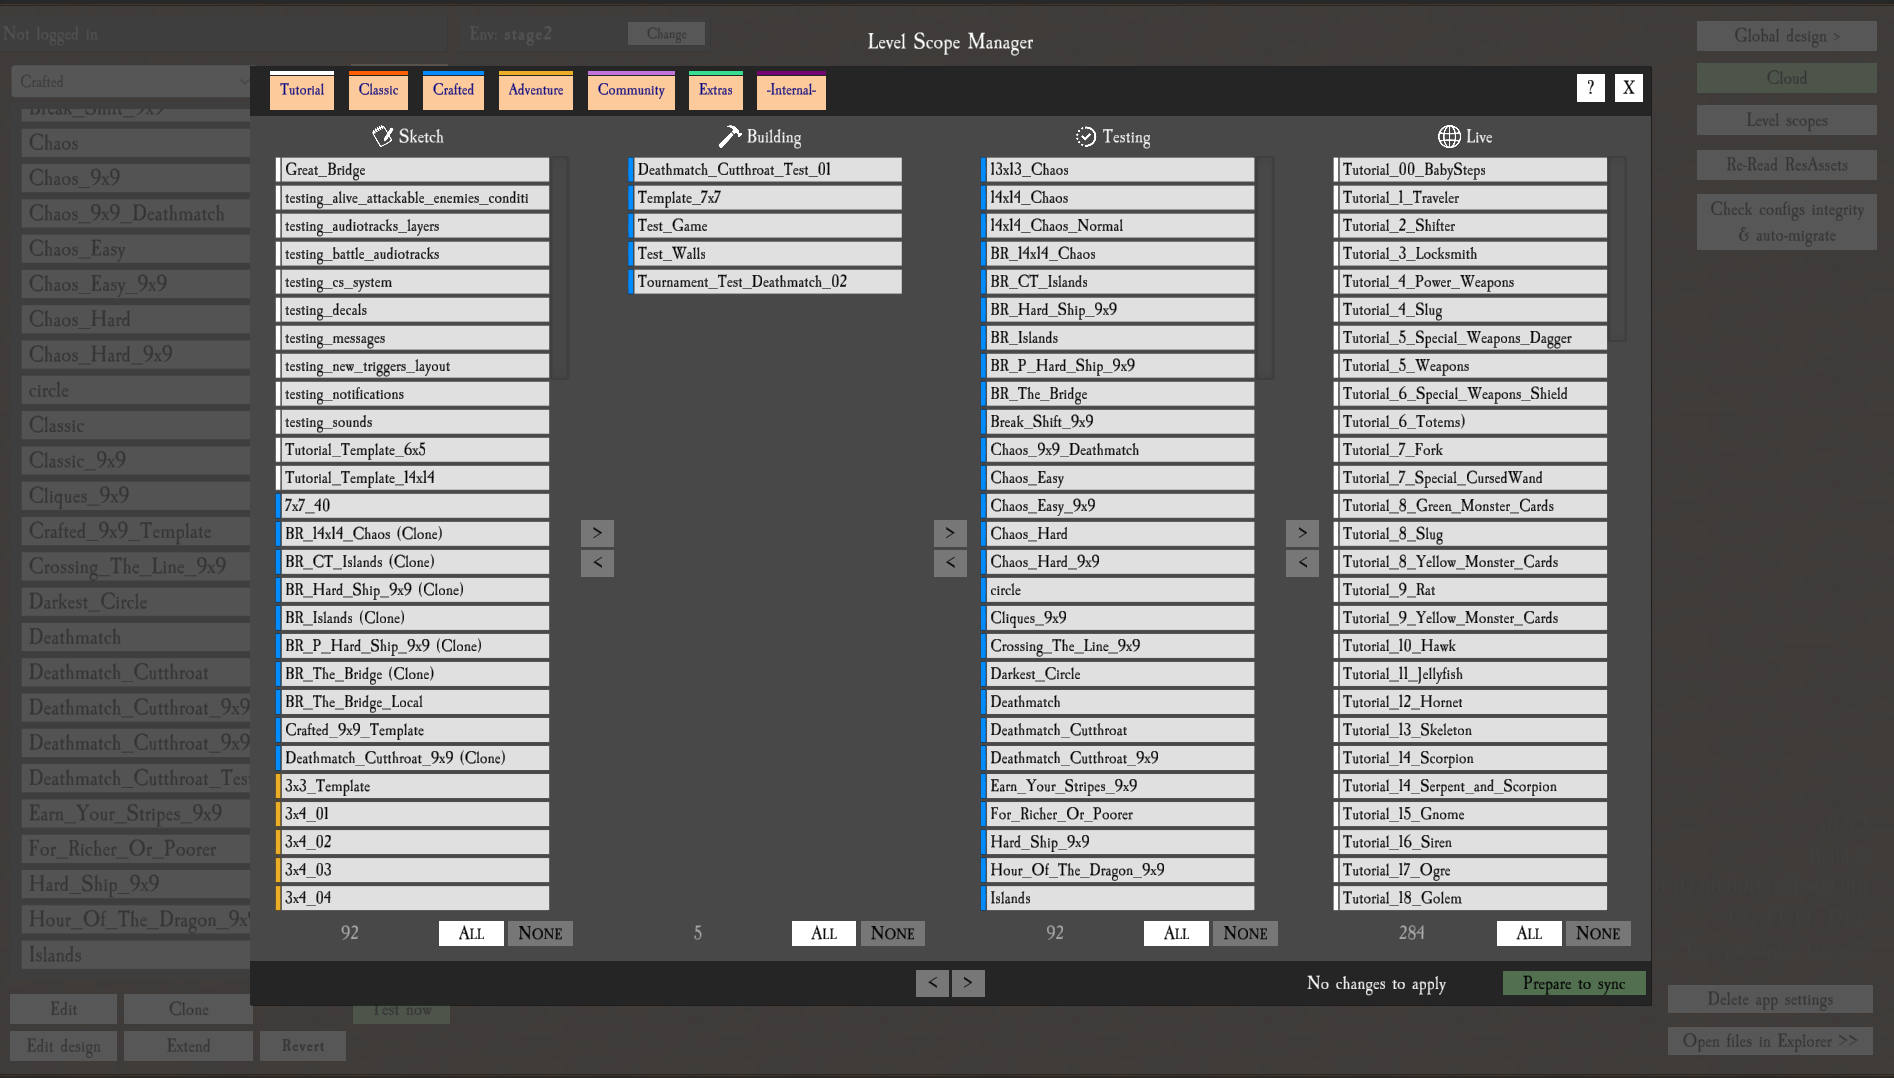 Not logged in
Env: stage2
Change
Level Scope Manager
Global design >
Crafted
Tutorial
Classic
Crafted
Adventure
Community
Extras
-Internal-
?
X
Cloud
Level scopes
Re-Read ResAssets
Check configs integrity
& auto-migrate
Break_Shift_9x9
Chaos
Chaos_9x9
Chaos_9x9_Deathmatch
Chaos_Easy
Chaos_Easy_9x9
Chaos_Hard
Chaos_Hard_9x9
circle
Classic
Classic_9x9
Cliques_9x9
Crafted_9x9_Template
Crossing_The_Line_9x9
Darkest_Circle
Deathmatch
Deathmatch_Cutthroat
Deathmatch_Cutthroat_9x9
Deathmatch_Cutthroat_9x9
Deathmatch_Cutthroat_Tes
Earn_Your_Stripes_9x9
For_Richer_Or_Poorer
Hard_Ship_9x9
Hour_Of_The_Dragon_9x
Islands
Sketch
Great_Bridge
testing_alive_attackable_enemies_conditi
testing_audiotracks_layers
testing_battle_audiotracks
testing_cs_system
testing_decals
testing_messages
testing_new_triggers_layout
testing_notifications
testing_sounds
Tutorial_Template_6x5
Tutorial_Template_14x14
7x7_40
BR_14x14_Chaos (Clone)
BR_CT_Islands (Clone)
BR_Hard_Ship_9x9 (Clone)
BR_Islands (Clone)
BR_P_Hard_Ship_9x9 (Clone)
BR_The_Bridge (Clone)
BR_The_Bridge_Local
Crafted_9x9_Template
Deathmatch_Cutthroat_9x9 (Clone)
3x3_Template
3x4_01
3x4_02
3x4_03
3x4_04
92
ALL
NONE
>
<
Building
Deathmatch_Cutthroat_Test_01
Template_7x7
Test_Game
Test_Walls
Tournament_Test_Deathmatch_02
5
ALL
NONE
>
<
Testing
13x13_Chaos
14x14_Chaos
14x14_Chaos_Normal
BR_14x14_Chaos
BR_CT_Islands
BR_Hard_Ship_9x9
BR_Islands
BR_P_Hard_Ship_9x9
BR_The_Bridge
Break_Shift_9x9
Chaos_9x9_Deathmatch
Chaos_Easy
Chaos_Easy_9x9
Chaos_Hard
Chaos_Hard_9x9
circle
Cliques_9x9
Crossing_The_Line_9x9
Darkest_Circle
Deathmatch
Deathmatch_Cutthroat
Deathmatch_Cutthroat_9x9
Earn_Your_Stripes_9x9
For_Richer_Or_Poorer
Hard_Ship_9x9
Hour_Of_The_Dragon_9x9
Islands
92
ALL
NONE
>
<
Live
Tutorial_00_BabySteps
Tutorial_1_Traveler
Tutorial_2_Shifter
Tutorial_3_Locksmith
Tutorial_4_Power_Weapons
Tutorial_4_Slug
Tutorial_5_Special_Weapons_Dagger
Tutorial_5_Weapons
Tutorial_6_Special_Weapons_Shield
Tutorial_6_Totems)
Tutorial_7_Fork
Tutorial_7_Special_CursedWand
Tutorial_8_Green_Monster_Cards
Tutorial_8_Slug
Tutorial_8_Yellow_Monster_Cards
Tutorial_9_Rat
Tutorial_9_Yellow_Monster_Cards
Tutorial_10_Hawk
Tutorial_11_Jellyfish
Tutorial_12_Hornet
Tutorial_13_Skeleton
Tutorial_14_Scorpion
Tutorial_14_Serpent_and_Scorpion
Tutorial_15_Gnome
Tutorial_16_Siren
Tutorial_17_Ogre
Tutorial_18_Golem
284
ALL
NONE
<
>
No changes to apply
Prepare to sync
Edit
Clone
Test now
Edit design
Extend
Revert
Delete app settings
Open files in Explorer >>